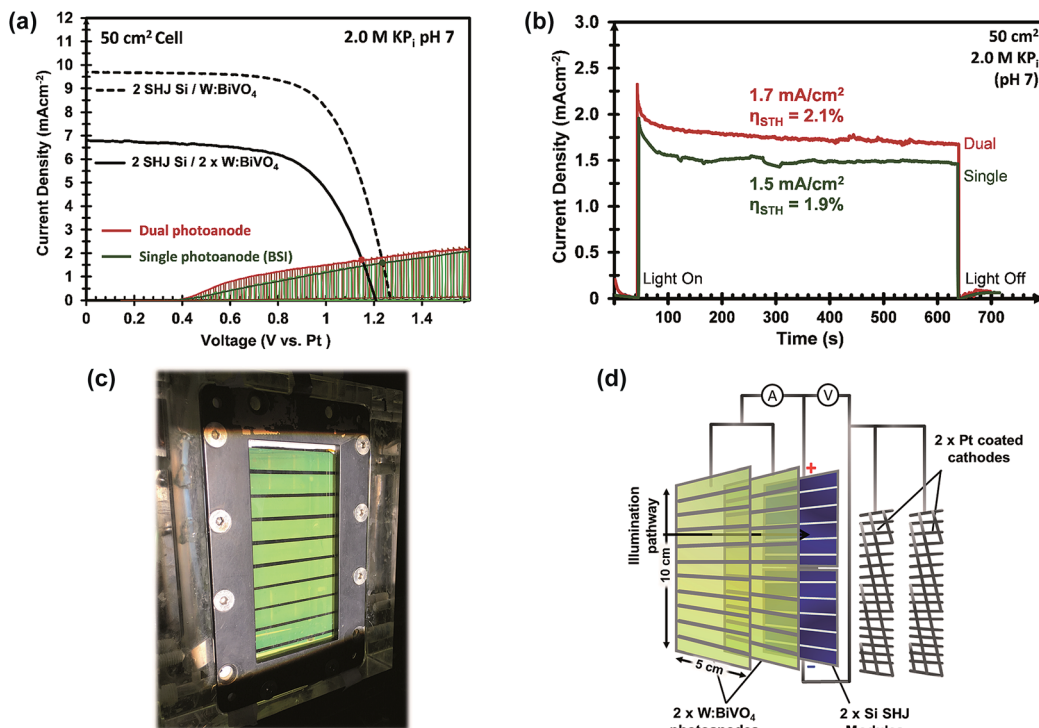 (a)
12
11
10
9
8
7
6
5
4
3
2
1
0
Current Density (mAcm⁻²)
50 cm² Cell
2.0 M KPᵢ pH 7
2 SHJ Si / W:BiVO₄
2 SHJ Si / 2 x W:BiVO₄
Dual photoanode
Single photoanode (BSI)
0 0.2 0.4 0.6 0.8 1 1.2 1.4
Voltage (V vs. Pt )
(b)
3.0
2.5
2.0
1.5
1.0
0.5
0
Current Density (mAcm⁻²)
50 cm²
2.0 M KPᵢ
(pH 7)
1.7 mA/cm²
η_STH = 2.1%
Dual
Single
1.5 mA/cm²
η_STH = 1.9%
Light On
Light Off
0 100 200 300 400 500 600 700
Time (s)
(c)
(d)
A
V
2 x Pt coated
cathodes
+
Illumination
pathway
10 cm
5 cm
-
2 x W:BiVO₄
photoanodes
2 x Si SHJ